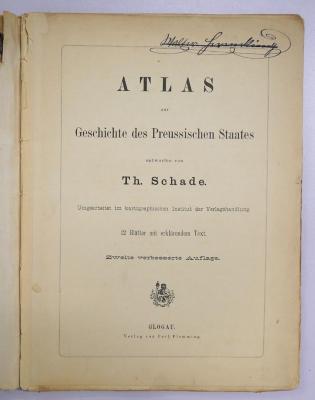 Walter
ATLAS
zur
Geschichte des Preussischen Staates
entworfen von
Th. Schade.
Umgearbeitet im kartographischen Institut der Verlagshandlung
12 Blätter mit erklärendem Text.
Zweite verbesserte Auflage.
GLOGAU.
Verlag von Carl Flemming